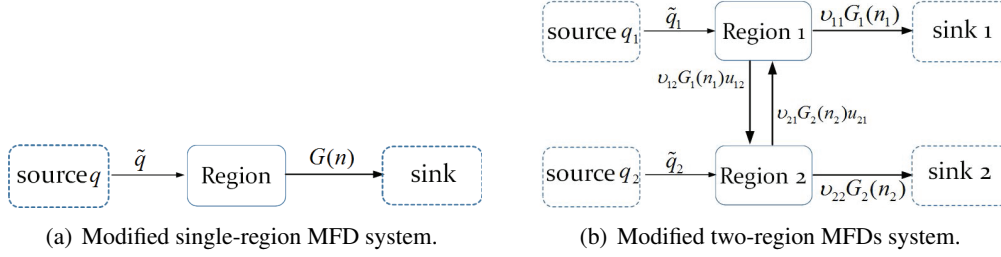 source q
q̃
Region
G(n)
sink
(a) Modified single-region MFD system.
source q₁
q̃₁
Region 1
υ₁₁G₁(n₁)
sink 1
υ₁₂G₁(n₁)u₁₂
υ₂₁G₂(n₂)u₂₁
source q₂
q̃₂
Region 2
υ₂₂G₂(n₂)
sink 2
(b) Modified two-region MFDs system.